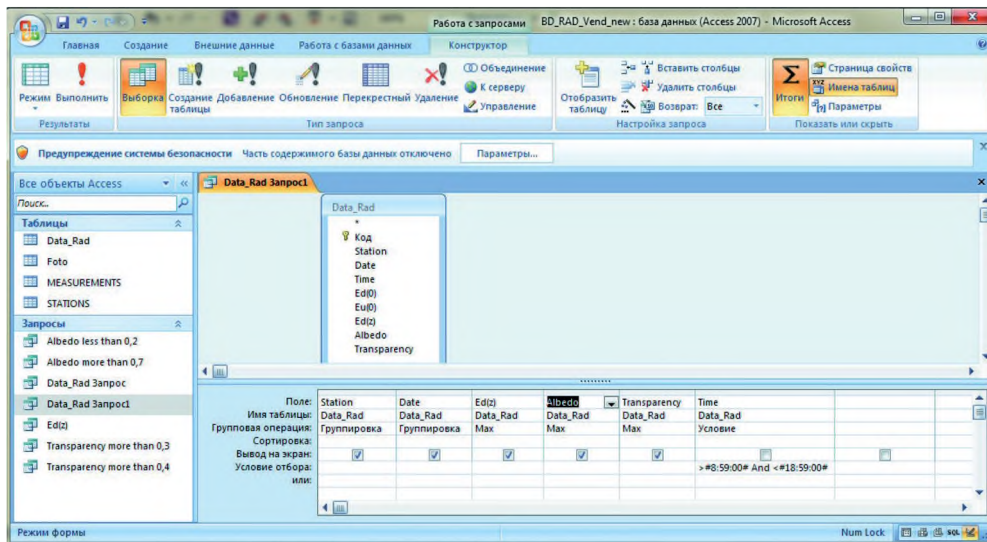 Работа с запросами BD_RAD_Vend_new : база данных (Access 2007) - Microsoft Access
Главная Создание Внешние данные Работа с базами данных Конструктор
Режим Выполнить
Результаты
Выборка Создание таблицы Добавление Обновление Перекрестный Удаление
Объединение
К серверу
Управление
Тип запроса
Отобразить таблицу
Вставить столбцы
Удалить столбцы
Возврат: Все
Настройка запроса
Итоги
Страница свойств
Имена таблиц
Параметры
Показать или скрыть
Предупреждение системы безопасности Часть содержимого базы данных отключено Параметры...
Все объекты Access
Поиск...
Таблицы
Data_Rad
Foto
MEASUREMENTS
STATIONS
Запросы
Albedo less than 0,2
Albedo more than 0,7
Data_Rad Запрос
Data_Rad Запрос1
Ed(z)
Transparency more than 0,3
Transparency more than 0,4
Data_Rad Запрос1
Data_Rad
*
Код
Station
Date
Time
Ed(0)
Eu(0)
Ed(z)
Albedo
Transparency
Поле: Station Date Ed(z) Albedo Transparency Time
Имя таблицы: Data_Rad Data_Rad Data_Rad Data_Rad Data_Rad Data_Rad
Групповая операция: Группировка Группировка Max Max Max Условие
Сортировка:
Вывод на экран:
Условие отбора: >#8:59:00# And <#18:59:00#
или:
Режим формы Num Lock SQL